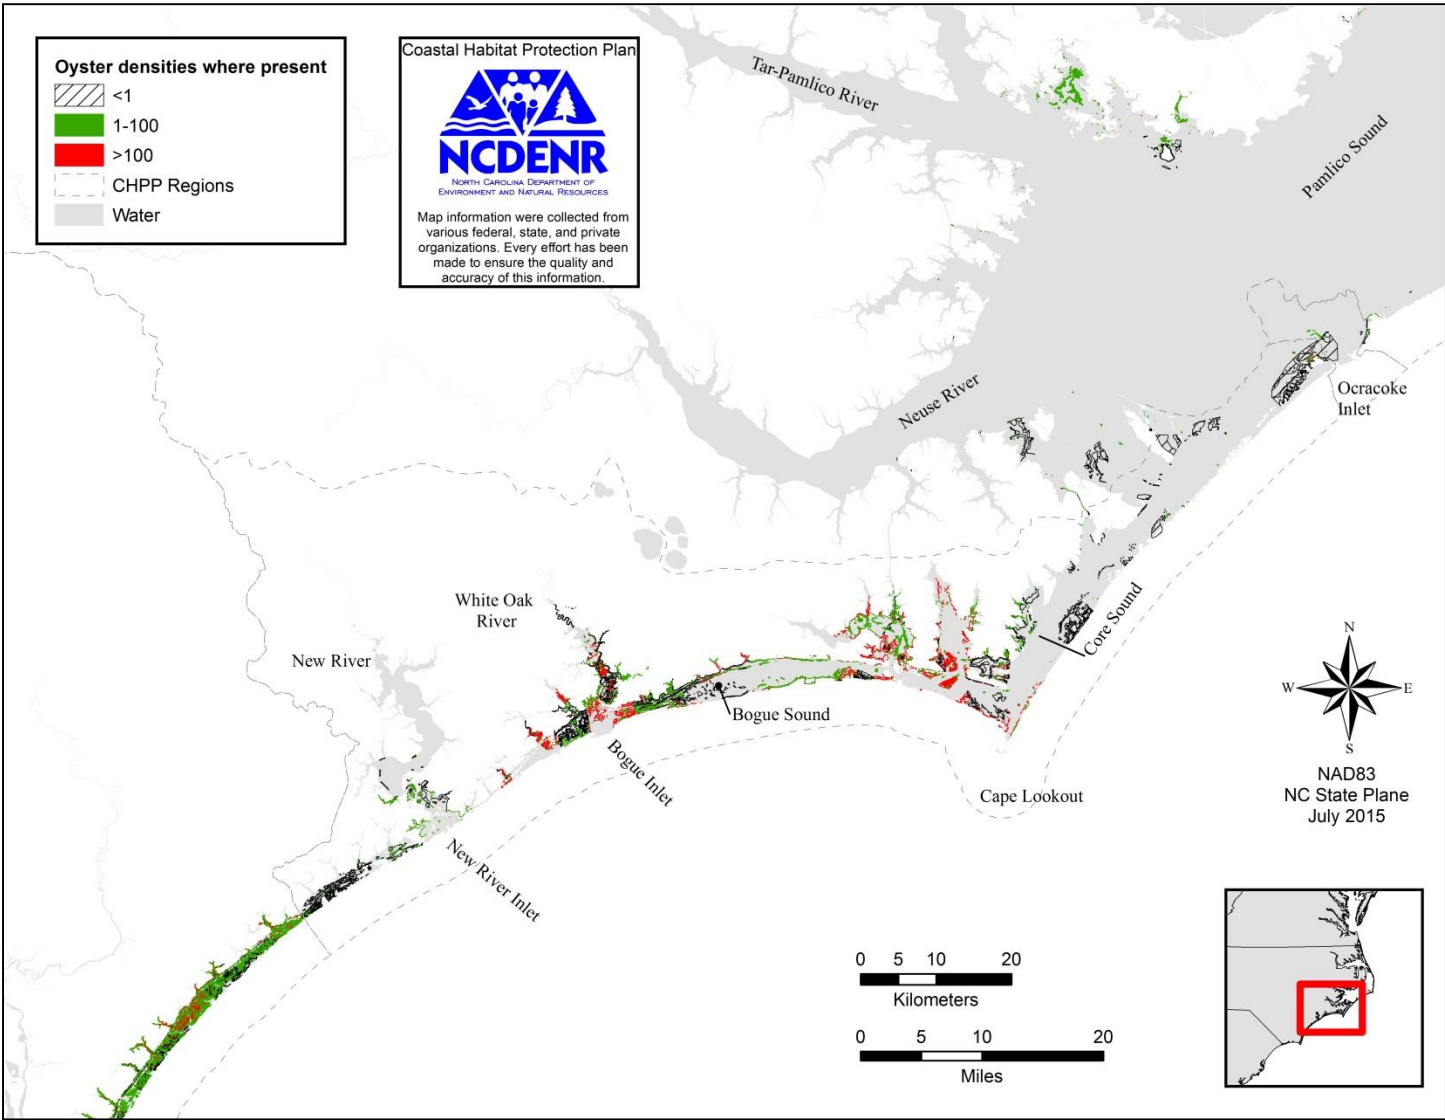 Oyster densities where present
<1
1-100
>100
CHPP Regions
Water
Coastal Habitat Protection Plan
NCDENR
NORTH CAROLINA DEPARTMENT OF
ENVIRONMENT AND NATURAL RESOURCES
Map information were collected from
various federal, state, and private
organizations. Every effort has been
made to ensure the quality and
accuracy of this information.
Tar-Pamlico River
Pamlico Sound
Neuse River
Ocracoke
Inlet
White Oak
River
New River
Core Sound
Bogue Sound
Bogue Inlet
Cape Lookout
New River Inlet
N
W
E
S
NAD83
NC State Plane
July 2015
0 5 10 20
Kilometers
0 5 10 20
Miles